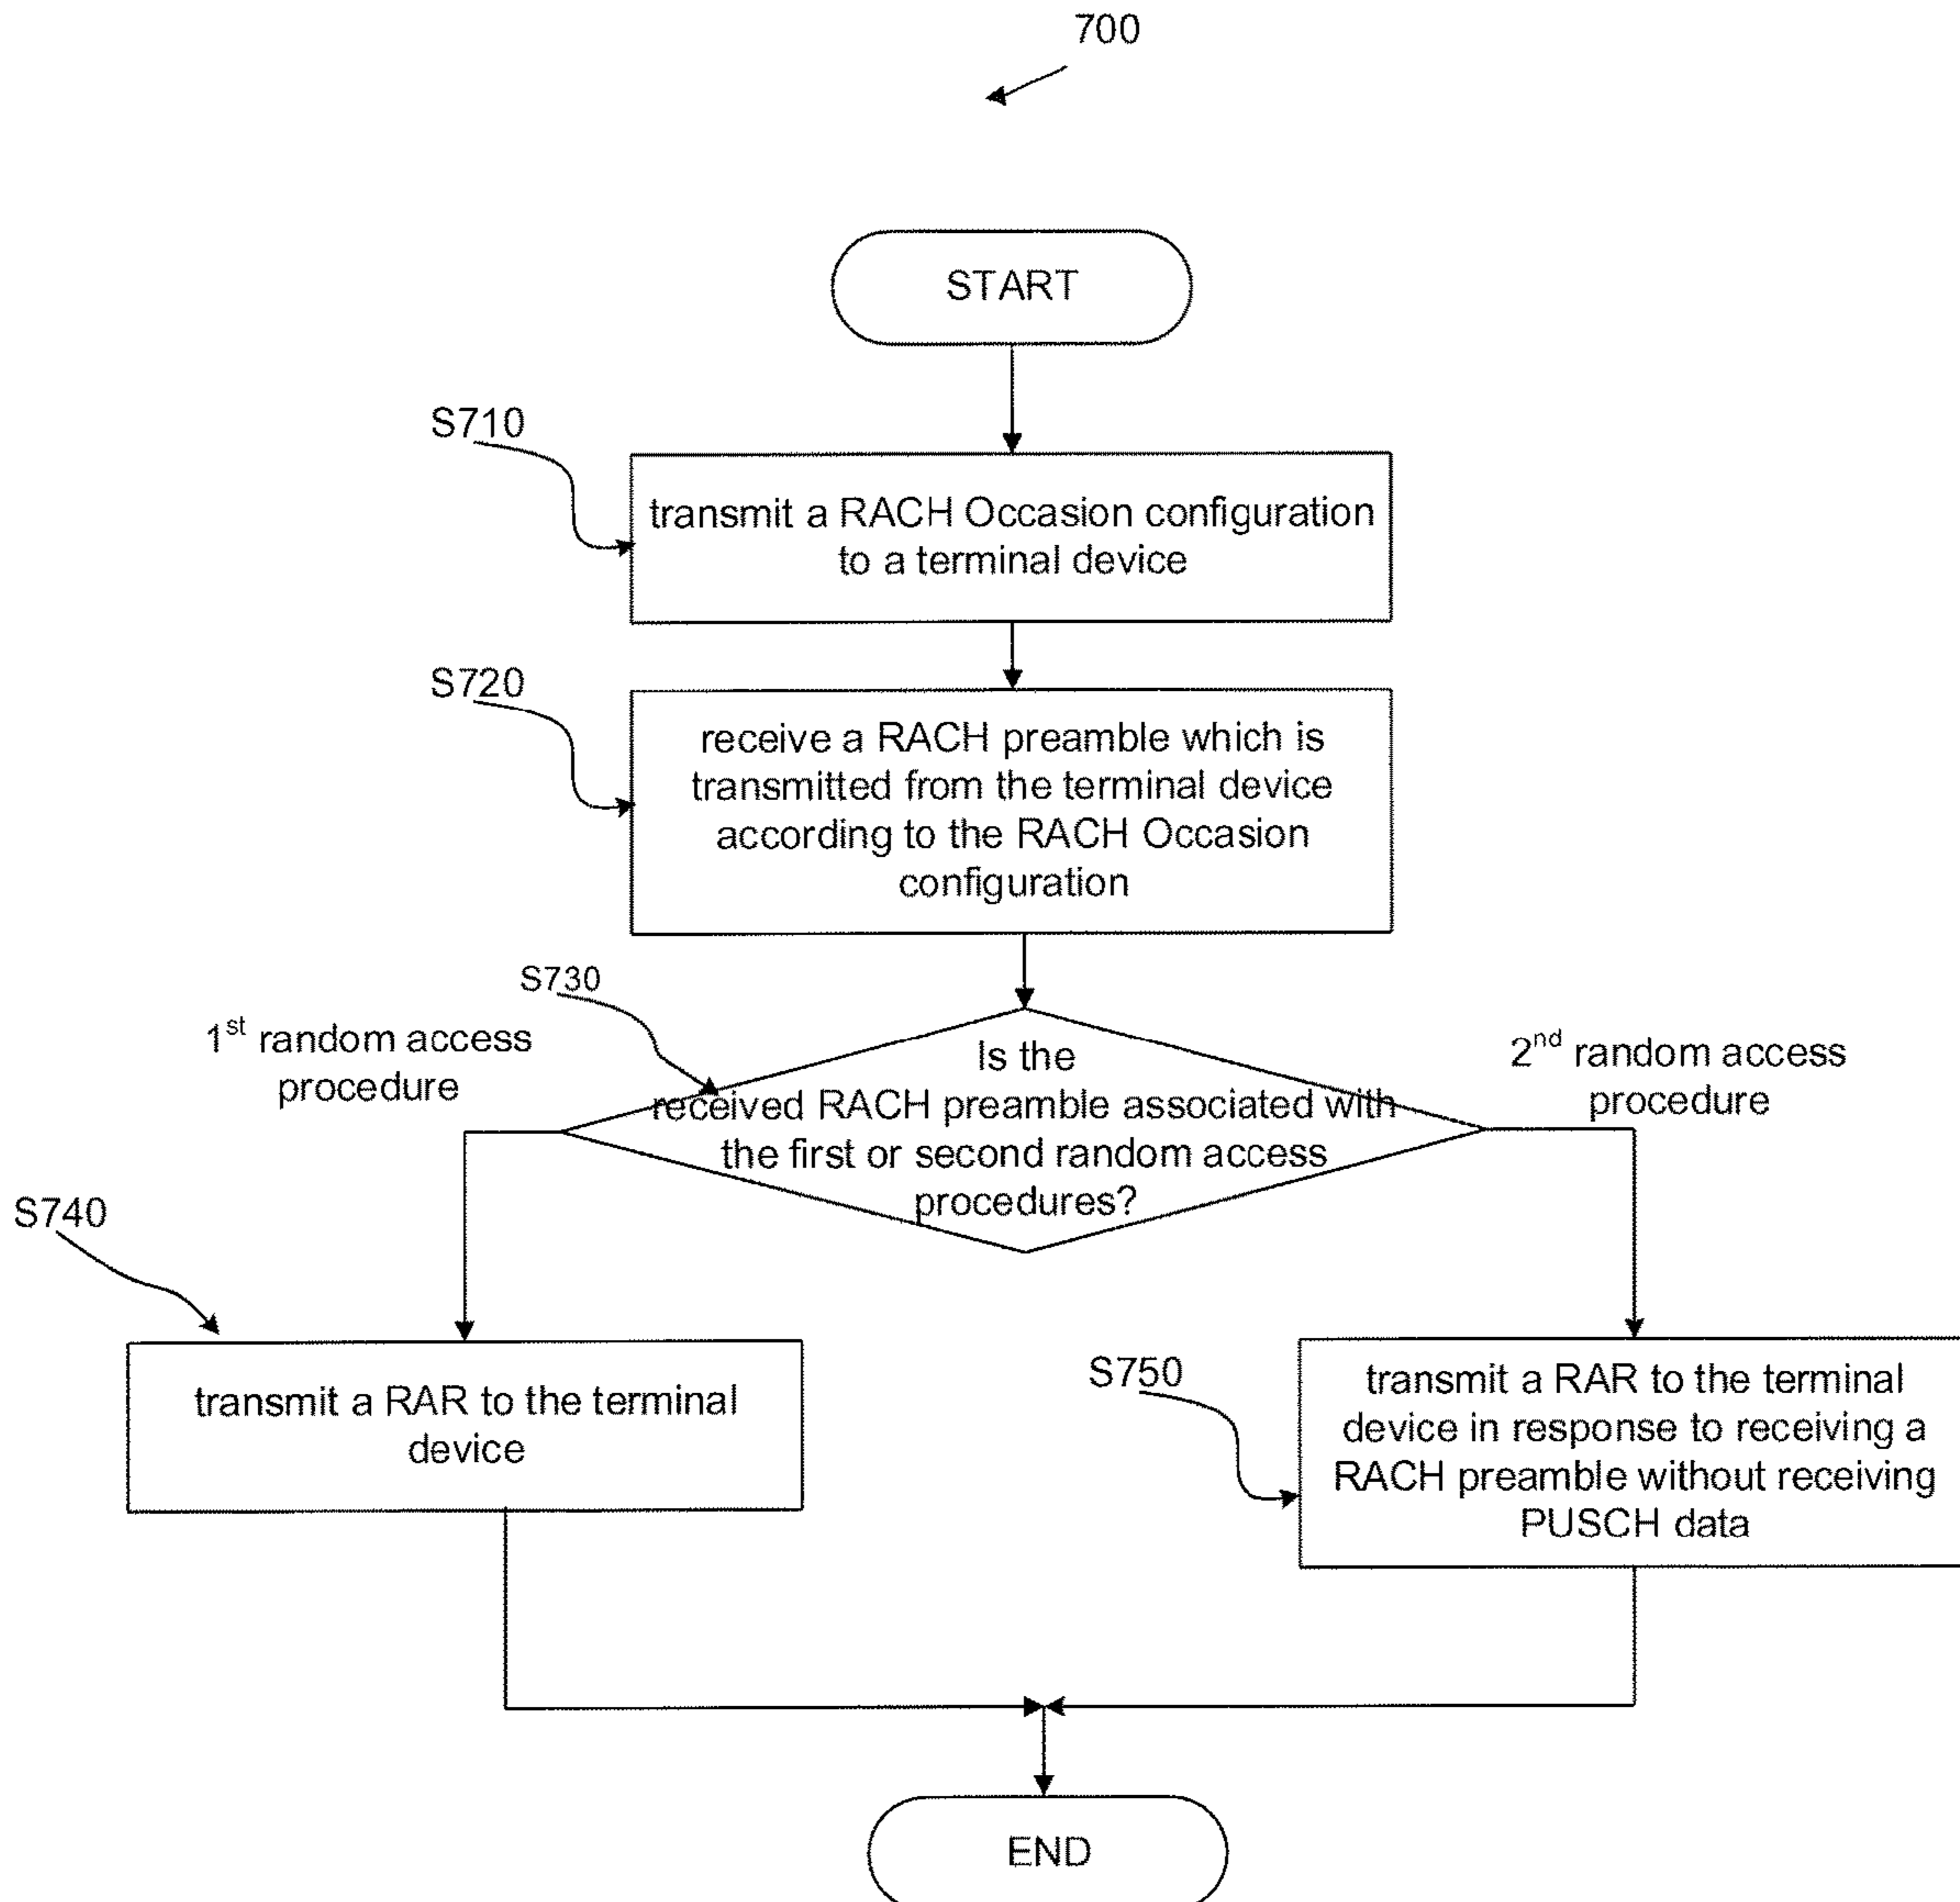 700
START
S710
transmit a RACH Occasion configuration
to a terminal device
S720
receive a RACH preamble which is
transmitted from the terminal device
according to the RACH Occasion
configuration
S730
1st random access
procedure
Is the
received RACH preamble associated with
the first or second random access
procedures?
2nd random access
procedure
S740
transmit a RAR to the terminal
device
S750
transmit a RAR to the terminal
device in response to receiving a
RACH preamble without receiving
PUSCH data
END